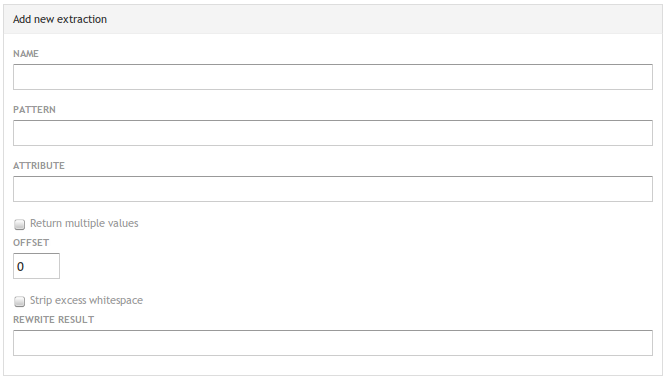 Add new extraction
NAME
PATTERN
ATTRIBUTE
Return multiple values
OFFSET
0
Strip excess whitespace
REWRITE RESULT